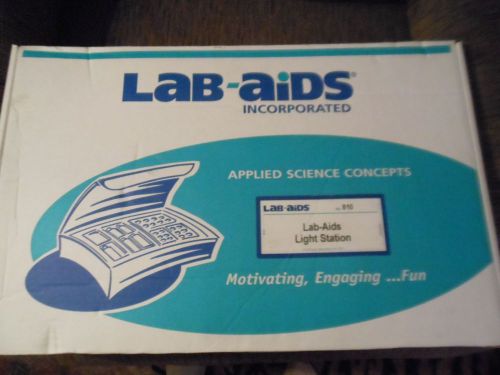 LAB-AIDS®
INCORPORATED
APPLIED SCIENCE CONCEPTS
LAB-AIDS
Lab-Aids
Light Station
Motivating, Engaging ...Fun